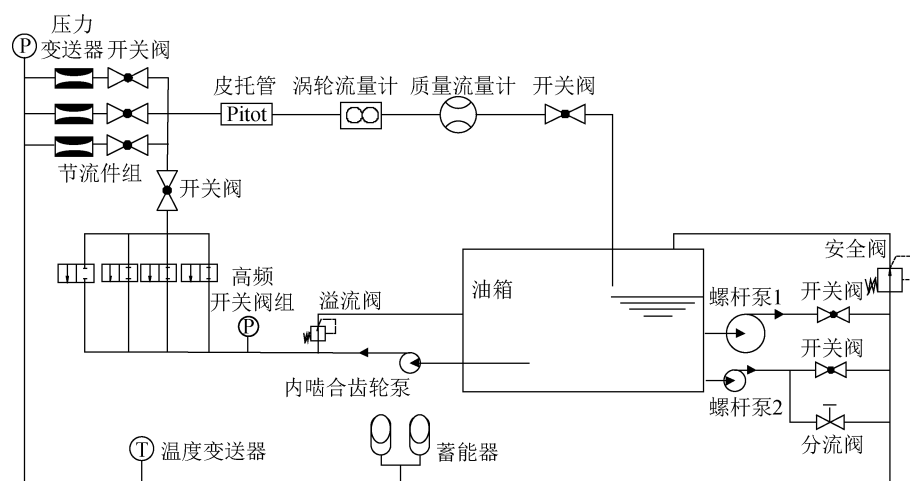 压力
变送器
开关阀
P
皮托管
涡轮流量计
质量流量计
开关阀
Pitot
节流件组
开关阀
高频
开关阀组
P
溢流阀
油箱
安全阀
螺杆泵1
开关阀
开关阀
内啮合齿轮泵
螺杆泵2
分流阀
T
温度变送器
蓄能器